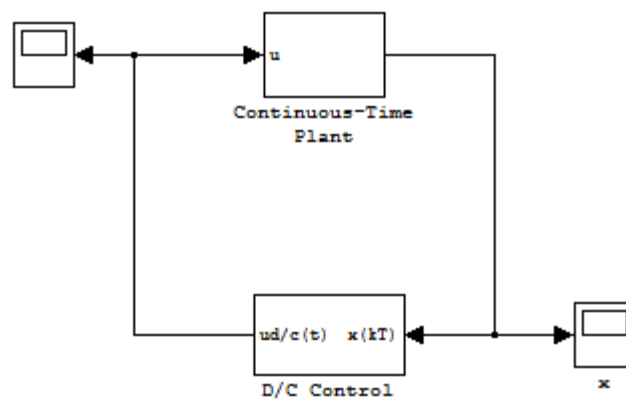 u
Continuous-Time
Plant
ud/c(t) x(kT)
D/C Control
x